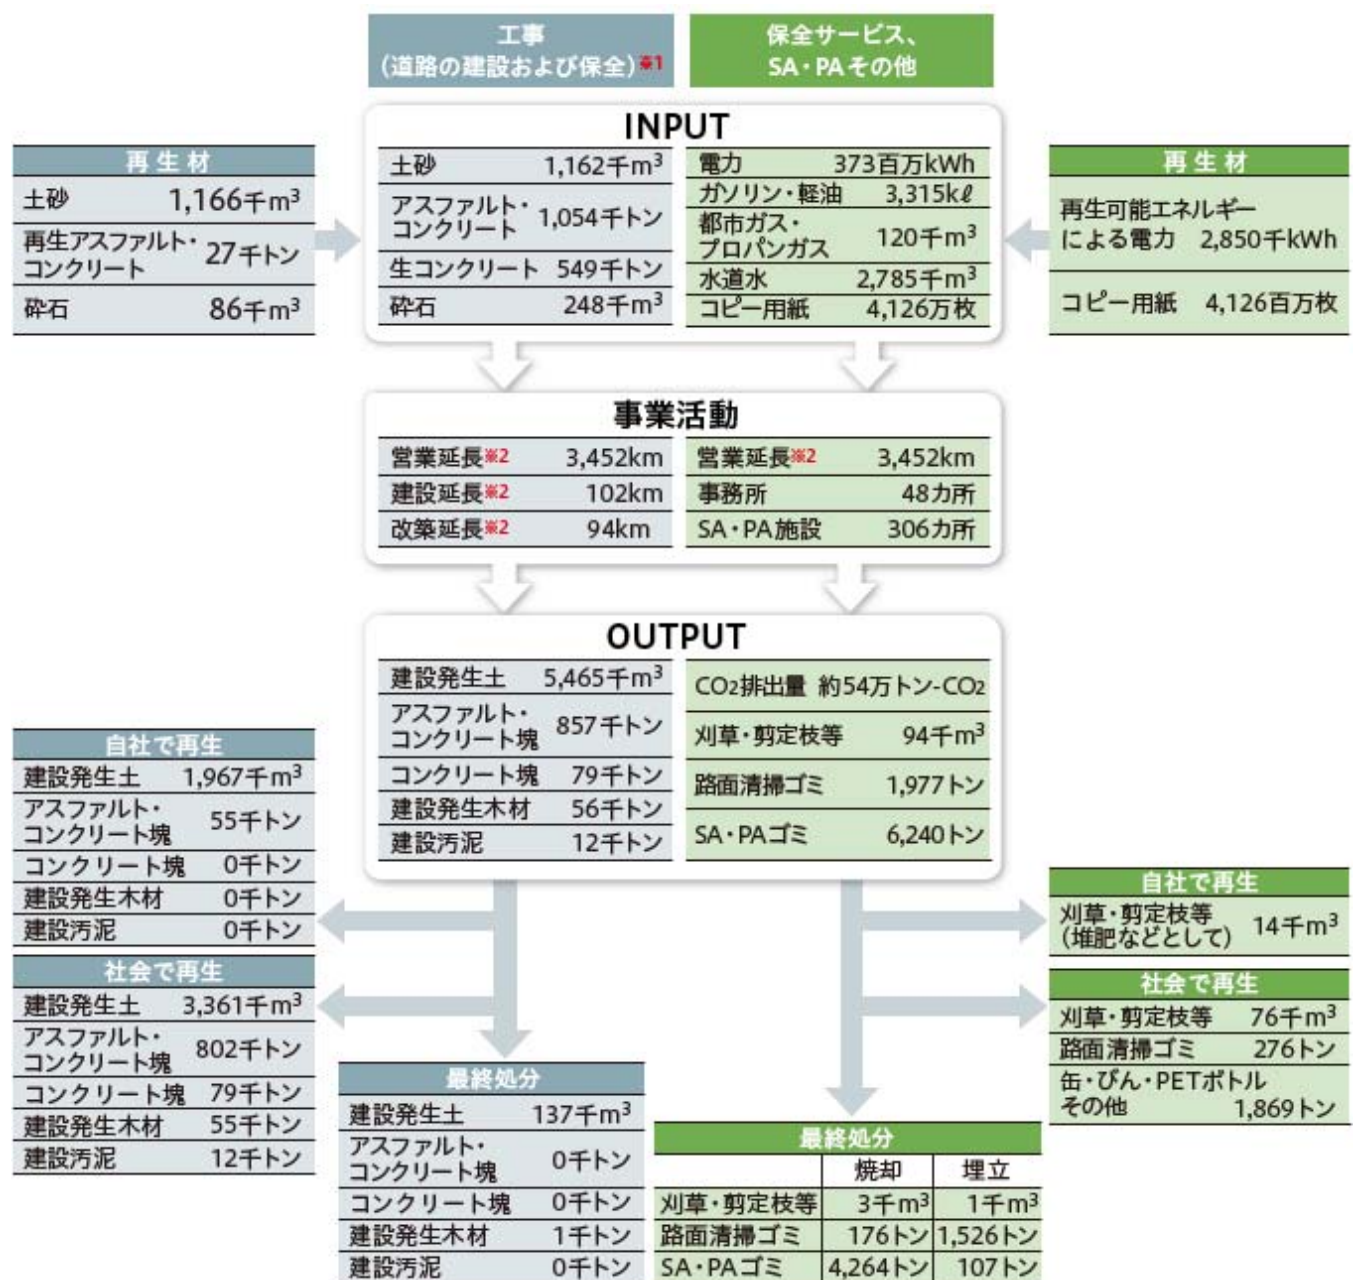 工事
(道路の建設および保全)※1
保全サービス、
SA・PAその他
再生材
土砂 1,166千m³
再生アスファルト・
コンクリート 27千トン
砕石 86千m³
INPUT
土砂 1,162千m³
アスファルト・
コンクリート 1,054千トン
生コンクリート 549千トン
砕石 248千m³
電力 373百万kWh
ガソリン・軽油 3,315kℓ
都市ガス・
プロパンガス 120千m³
水道水 2,785千m³
コピー用紙 4,126万枚
再生材
再生可能エネルギー
による電力 2,850千kWh
コピー用紙 4,126百万枚
事業活動
営業延長※2 3,452km
建設延長※2 102km
改築延長※2 94km
営業延長※2 3,452km
事務所 48カ所
SA・PA施設 306カ所
OUTPUT
建設発生土 5,465千m³
アスファルト・
コンクリート塊 857千トン
コンクリート塊 79千トン
建設発生木材 56千トン
建設汚泥 12千トン
CO₂排出量 約54万トン-CO₂
刈草・剪定枝等 94千m³
路面清掃ゴミ 1,977トン
SA・PAゴミ 6,240トン
自社で再生
建設発生土 1,967千m³
アスファルト・
コンクリート塊 55千トン
コンクリート塊 0千トン
建設発生木材 0千トン
建設汚泥 0千トン
社会で再生
建設発生土 3,361千m³
アスファルト・
コンクリート塊 802千トン
コンクリート塊 79千トン
建設発生木材 55千トン
建設汚泥 12千トン
最終処分
建設発生土 137千m³
アスファルト・
コンクリート塊 0千トン
コンクリート塊 0千トン
建設発生木材 1千トン
建設汚泥 0千トン
自社で再生
刈草・剪定枝等
(堆肥などとして) 14千m³
社会で再生
刈草・剪定枝等 76千m³
路面清掃ゴミ 276トン
缶・びん・PETボトル
その他 1,869トン
最終処分
焼却 埋立
刈草・剪定枝等 3千m³ 1千m³
路面清掃ゴミ 176トン 1,526トン
SA・PAゴミ 4,264トン 107トン